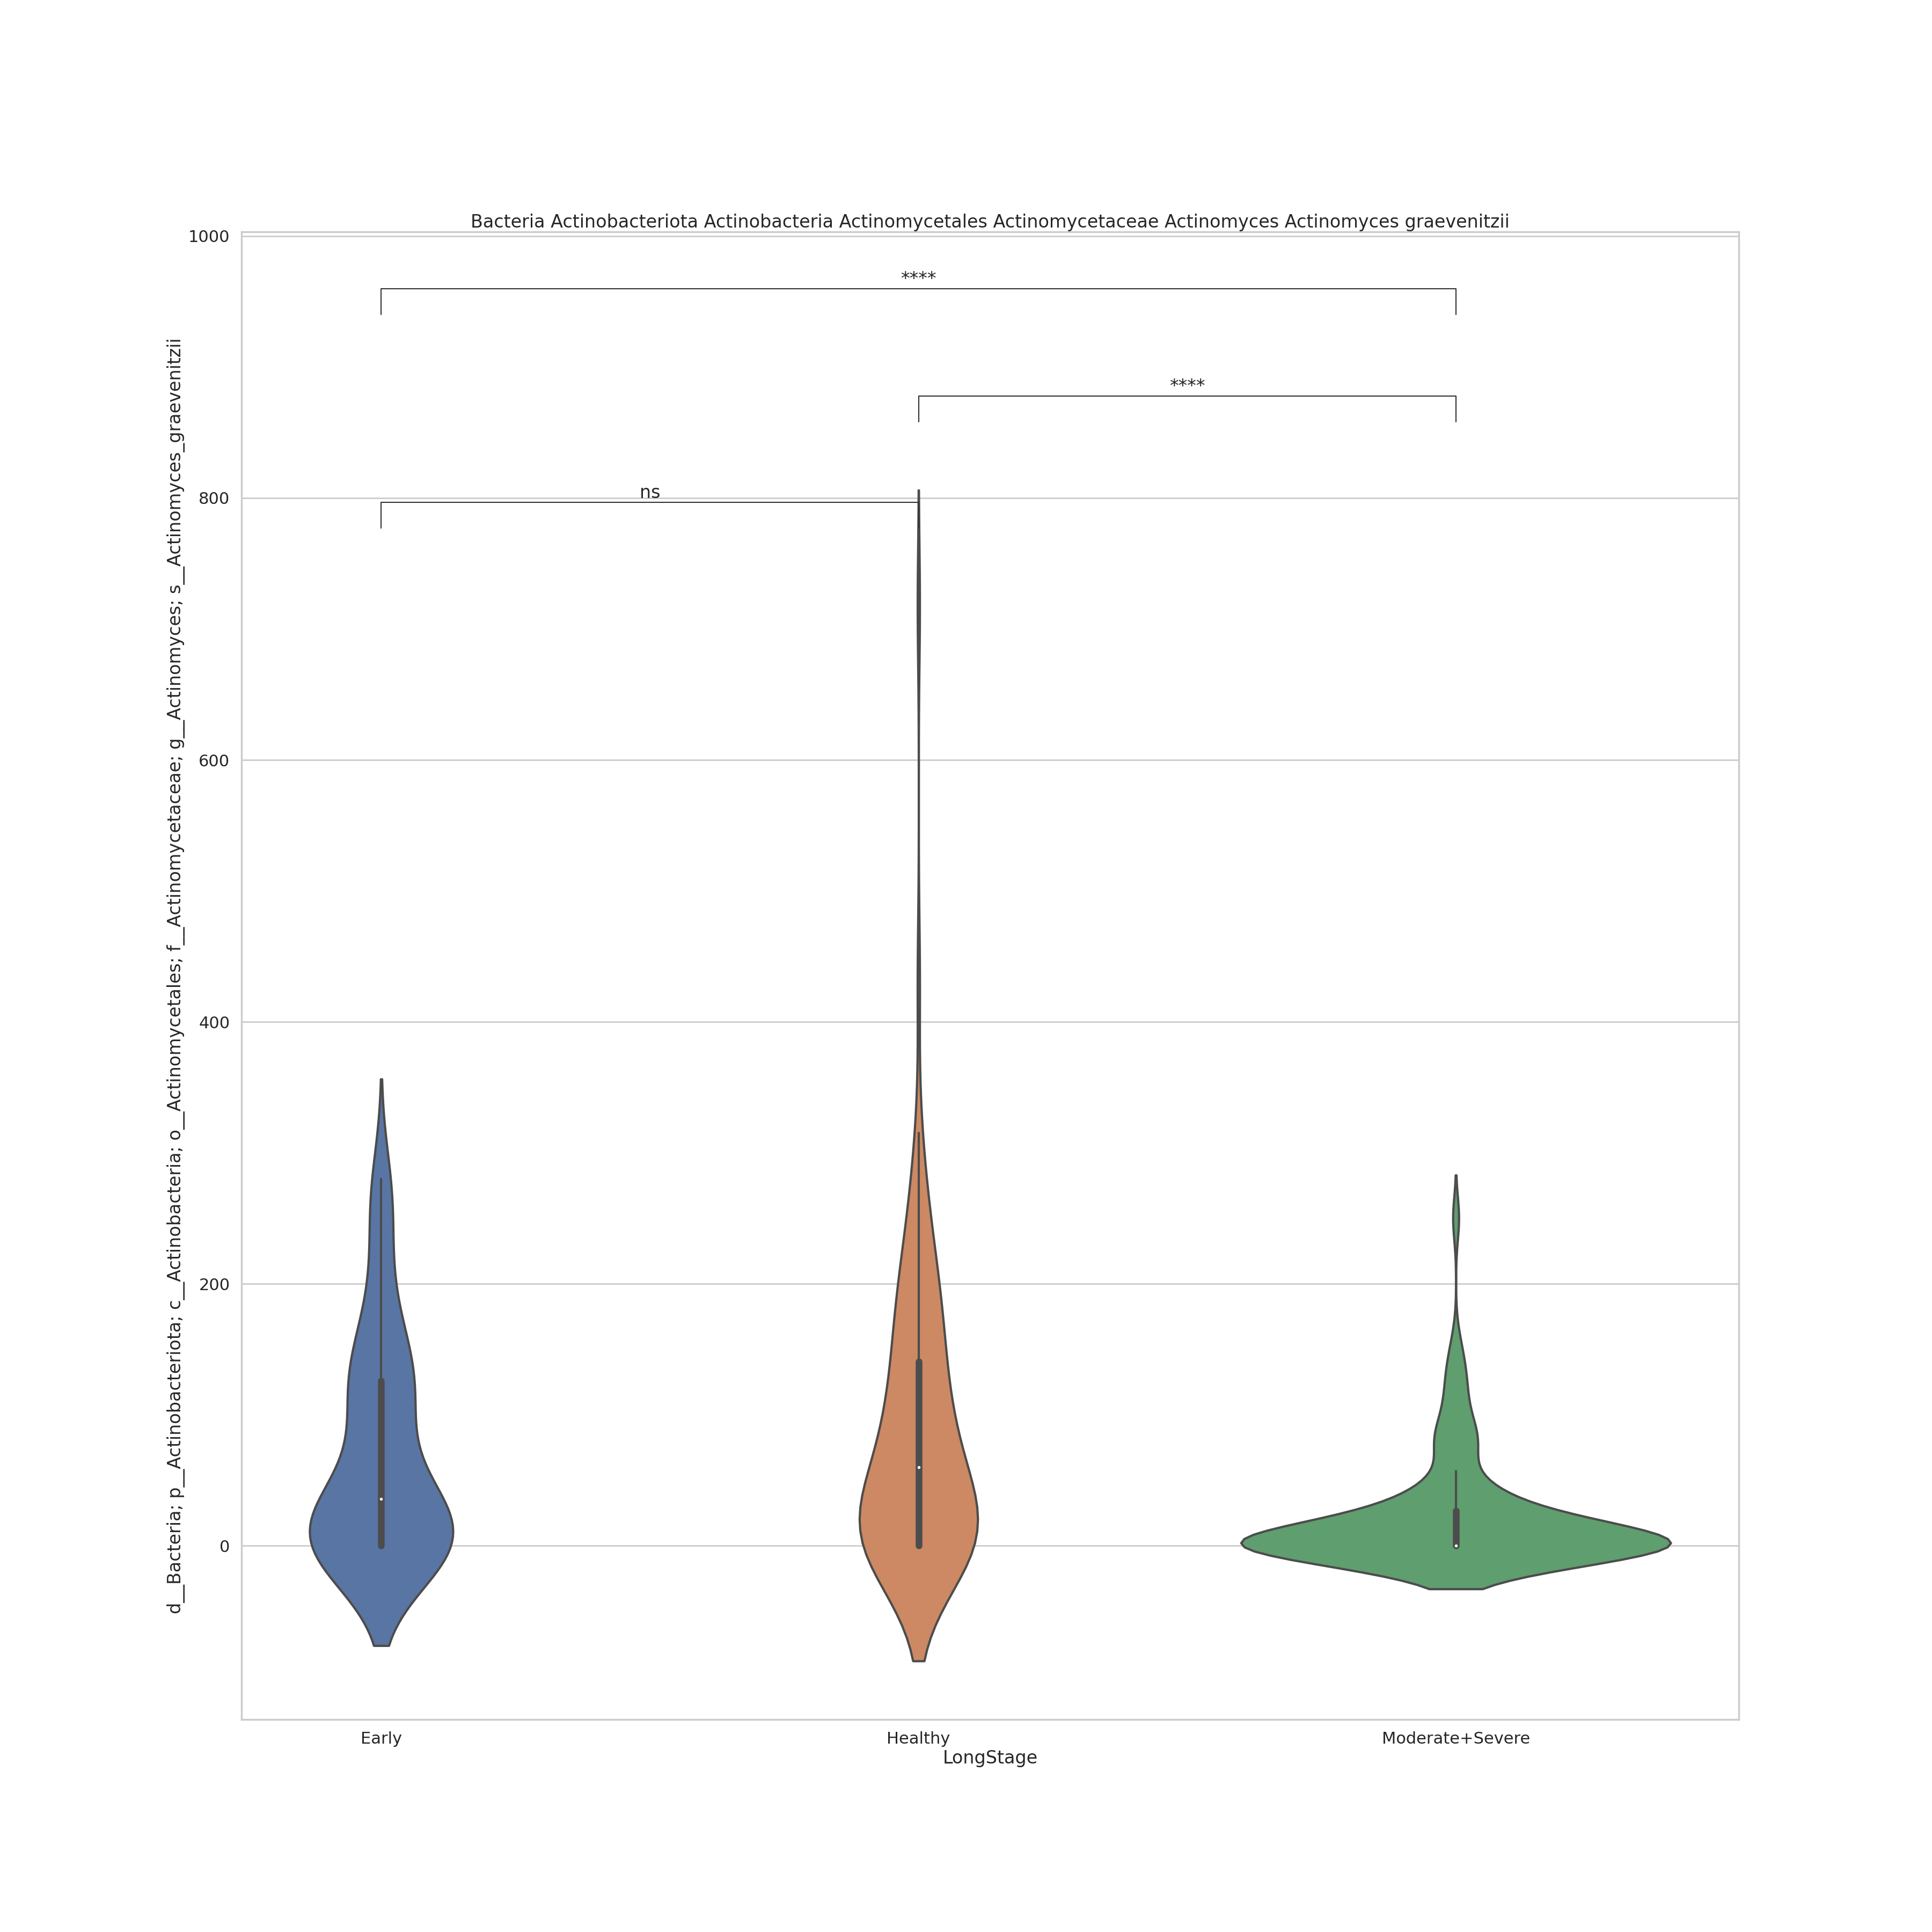 Bacteria Actinobacteriota Actinobacteria Actinomycetales Actinomycetaceae Actinomyces Actinomyces graevenitzii
d__Bacteria; p__Actinobacteriota; c__Actinobacteria; o__Actinomycetales; f__Actinomycetaceae; g__Actinomyces; s__Actinomyces_graevenitzii
1000
800
600
400
200
0
****
****
ns
Early
Healthy
Moderate+Severe
LongStage